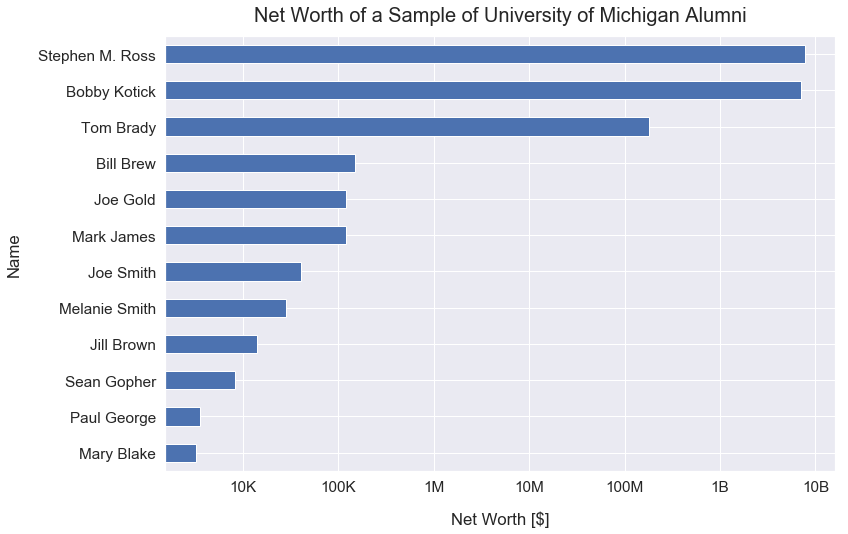 Net Worth of a Sample of University of Michigan Alumni
Name
Stephen M. Ross
Bobby Kotick
Tom Brady
Bill Brew
Joe Gold
Mark James
Joe Smith
Melanie Smith
Jill Brown
Sean Gopher
Paul George
Mary Blake
10K 100K 1M 10M 100M 1B 10B
Net Worth [$]